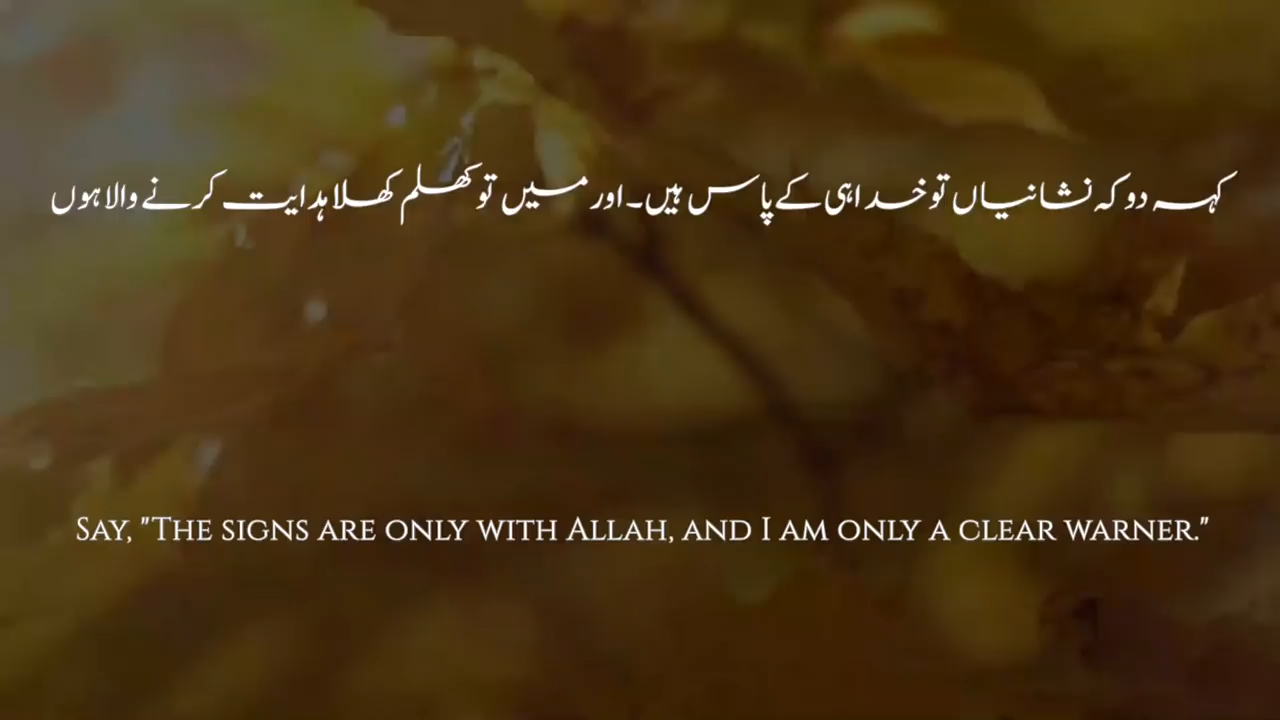 کہہ دو کہ نشانیاں تو خدا ہی کے پاس ہیں۔ اور میں تو کھلم کھلا ہدایت کرنے والا ہوں
Say, "The signs are only with Allah, and I am only a clear warner."